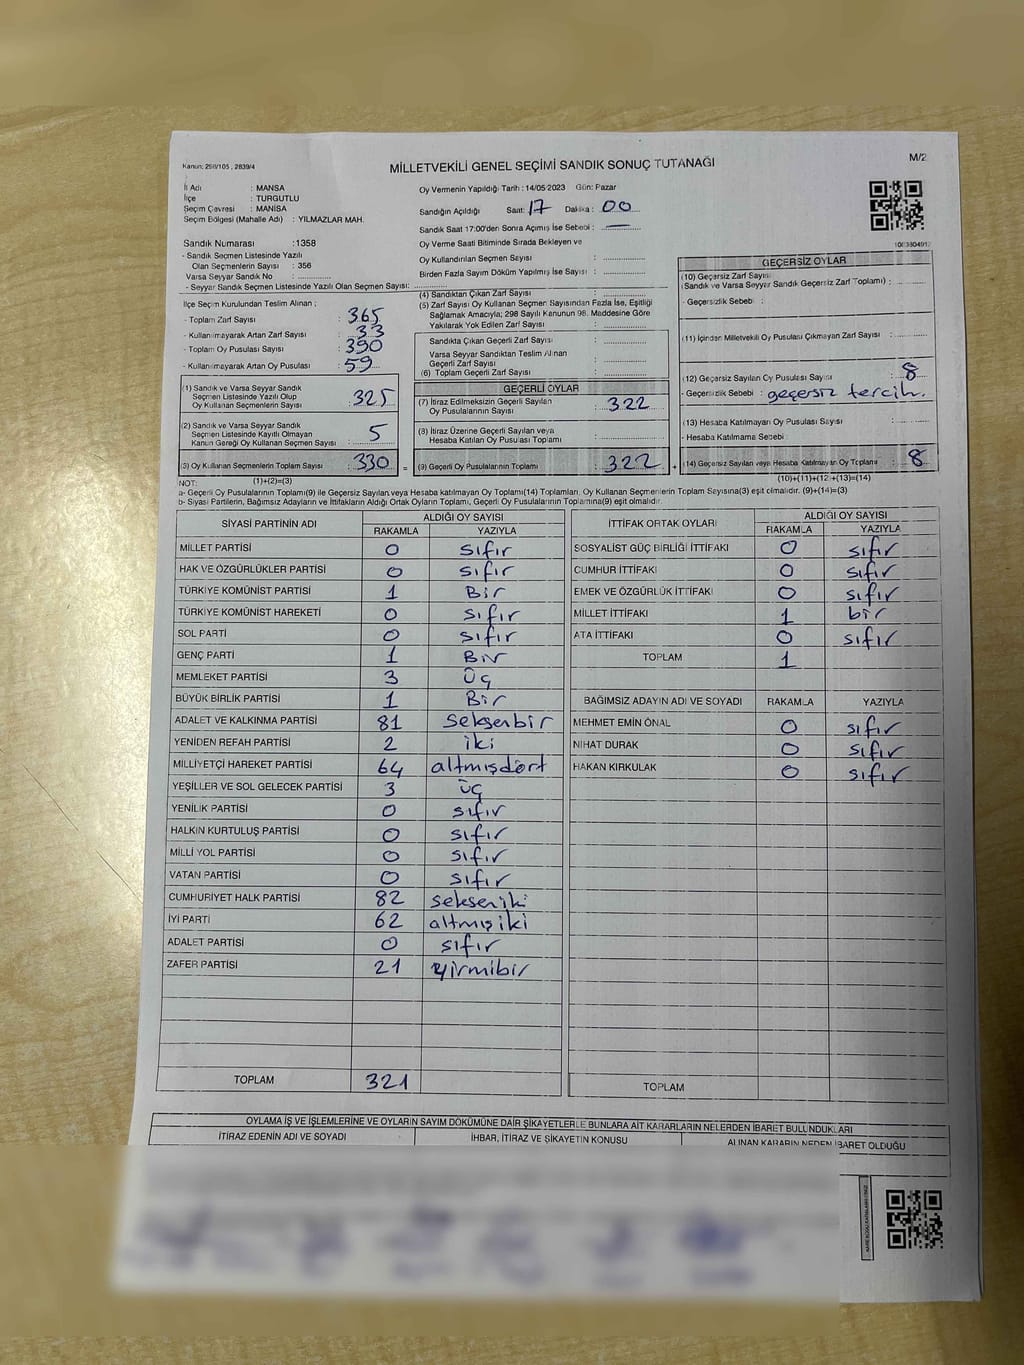 Kanun; 298/105 , 2839/4
MİLLETVEKİLİ GENEL SEÇİMİ SANDIK SONUÇ TUTANAĞI
M/2
İl Adı : MANSA
İlçe : TURGUTLU
Seçim Çevresi : MANİSA
Seçim Bölgesi (Mahalle Adı) : YILMAZLAR MAH.
Sandık Numarası :1358
- Sandık Seçmen Listesinde Yazılı
Olan Seçmenlerin Sayısı : 356
Varsa Seyyar Sandık No : ..............
- Seyyar Sandık Seçmen Listesinde Yazılı Olan Seçmen Sayısı: ..............
Oy Vermenin Yapıldığı Tarih : 14/05/2023 Gün: Pazar
Sandığın Açıldığı Saat: 17 Dakika : 00
Sandık Saat 17:00'den Sonra Açılmış İse Sebebi : —
Oy Verme Saati Bitiminde Sırada Bekleyen ve
Oy Kullandırılan Seçmen Sayısı : ..............
Birden Fazla Sayım Döküm Yapılmış İse Sayısı : ..............
İlçe Seçim Kurulundan Teslim Alınan ;
- Toplam Zarf Sayısı : 365
- Kullanılmayarak Artan Zarf Sayısı : 33
- Toplam Oy Pusulası Sayısı : 390
- Kullanılmayarak Artan Oy Pusulası : 59
(1) Sandık ve Varsa Seyyar Sandık
Seçmen Listesinde Yazılı Olup
Oy Kullanan Seçmenlerin Sayısı : 325
(2) Sandık ve Varsa Seyyar Sandık
Seçmen Listesinde Kayıtlı Olmayan
Kanun Gereği Oy Kullanan Seçmen Sayısı : 5
(3) Oy Kullanan Seçmenlerin Toplam Sayısı : 330 =
(4) Sandıktan Çıkan Zarf Sayısı : ..............
(5) Zarf Sayısı Oy Kullanan Seçmen Sayısından Fazla İse, Eşitliği
Sağlamak Amacıyla; 298 Sayılı Kanunun 98. Maddesine Göre
Yakılarak Yok Edilen Zarf Sayısı : ..............
Sandıkta Çıkan Geçerli Zarf Sayısı : ..............
Varsa Seyyar Sandıktan Teslim Alınan
Geçerli Zarf Sayısı : ..............
(6) Toplam Geçerli Zarf Sayısı : ..............
GEÇERLİ OYLAR
(7) İtiraz Edilmeksizin Geçerli Sayılan
Oy Pusulalarının Sayısı : 322
(8) İtiraz Üzerine Geçerli Sayılan veya
Hesaba Katılan Oy Pusulası Toplamı : ..............
(9) Geçerli Oy Pusulalarının Toplamı : 322 +
GEÇERSİZ OYLAR
(10) Geçersiz Zarf Sayısı
(Sandık ve Varsa Seyyar Sandık Geçersiz Zarf Toplamı) : ..............
- Geçersizlik Sebebi :
(11) İçinden Milletvekili Oy Pusulası Çıkmayan Zarf Sayısı : ..............
(12) Geçersiz Sayılan Oy Pusulası Sayısı : 8
- Geçersizlik Sebebi : geçersiz tercih.
(13) Hesaba Katılmayan Oy Pusulası Sayısı : ..............
- Hesaba Katılmama Sebebi :
(14) Geçersiz Sayılan veya Hesaba Katılmayan Oy Toplamı : 8
NOT: (1)+(2)=(3) (10)+(11)+(12)+(13)=(14)
a- Geçerli Oy Pusulalarının Toplamı(9) ile Geçersiz Sayılan veya Hesaba katılmayan Oy Toplamı(14) Toplamları, Oy Kullanan Seçmenlerin Toplam Sayısına(3) eşit olmalıdır. (9)+(14)=(3)
b- Siyasi Partilerin, Bağımsız Adayların ve İttifakların Aldığı Ortak Oyların Toplamı, Geçerli Oy Pusulalarının Toplamına(9) eşit olmalıdır.
SİYASİ PARTİNİN ADI ALDIĞI OY SAYISI
RAKAMLA YAZIYLA
MİLLET PARTİSİ 0 sıfır
HAK VE ÖZGÜRLÜKLER PARTİSİ 0 sıfır
TÜRKİYE KOMÜNİST PARTİSİ 1 Bir
TÜRKİYE KOMÜNİST HAREKETİ 0 sıfır
SOL PARTİ 0 sıfır
GENÇ PARTİ 1 Bir
MEMLEKET PARTİSİ 3 Üç
BÜYÜK BİRLİK PARTİSİ 1 Bir
ADALET VE KALKINMA PARTİSİ 81 Seksenbir
YENİDEN REFAH PARTİSİ 2 iki
MİLLİYETÇİ HAREKET PARTİSİ 64 altmışdört
YEŞİLLER VE SOL GELECEK PARTİSİ 3 üç
YENİLİK PARTİSİ 0 sıfır
HALKIN KURTULUŞ PARTİSİ 0 sıfır
MİLLİ YOL PARTİSİ 0 sıfır
VATAN PARTİSİ 0 sıfır
CUMHURİYET HALK PARTİSİ 82 sekseniki
İYİ PARTİ 62 altmışiki
ADALET PARTİSİ 0 sıfır
ZAFER PARTİSİ 21 yirmibir
TOPLAM 321
İTTİFAK ORTAK OYLARI ALDIĞI OY SAYISI
RAKAMLA YAZIYLA
SOSYALİST GÜÇ BİRLİĞİ İTTİFAKI 0 sıfır
CUMHUR İTTİFAKI 0 sıfır
EMEK VE ÖZGÜRLÜK İTTİFAKI 0 sıfır
MİLLET İTTİFAKI 1 bir
ATA İTTİFAKI 0 sıfır
TOPLAM 1
BAĞIMSIZ ADAYIN ADI VE SOYADI RAKAMLA YAZIYLA
MEHMET EMİN ÖNAL 0 sıfır
NİHAT DURAK 0 sıfır
HAKAN KIRKULAK 0 sıfır
TOPLAM
OYLAMA İŞ VE İŞLEMLERİNE VE OYLARIN SAYIM DÖKÜMÜNE DAİR ŞİKAYETLERLE BUNLARA AİT KARARLARIN NELERDEN İBARET BULUNDUKLARI
İTİRAZ EDENİN ADI VE SOYADI İHBAR, İTİRAZ VE ŞİKAYETİN KONUSU ALINAN KARARIN NEDEN İBARET OLDUĞU